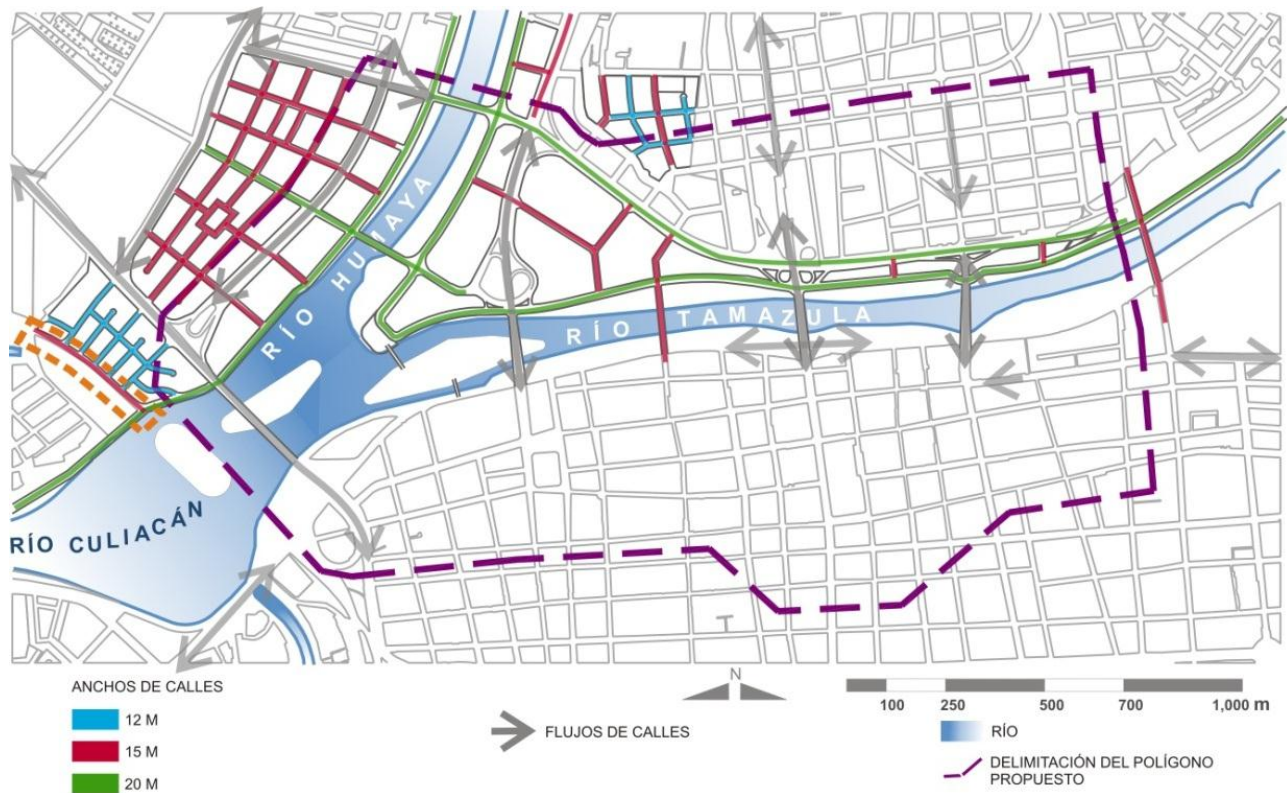 RÍO HUMAYA
RÍO TAMAZULA
RÍO CULIACÁN
ANCHOS DE CALLES
12 M
15 M
20 M
FLUJOS DE CALLES
N
100 250 500 700 1,000 m
RÍO
DELIMITACIÓN DEL POLÍGONO
PROPUESTO